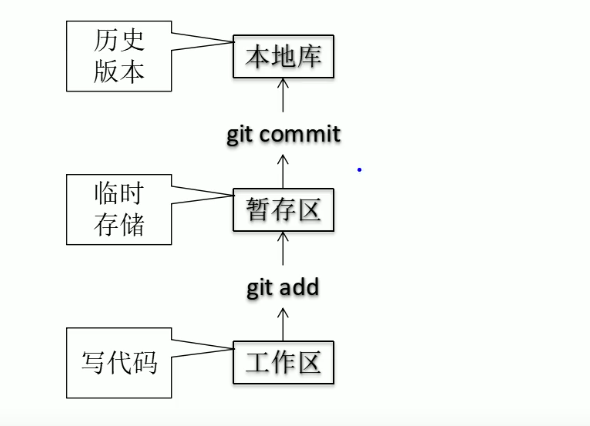 历史
版本
本地库
git commit
临时
存储
暂存区
git add
写代码
工作区